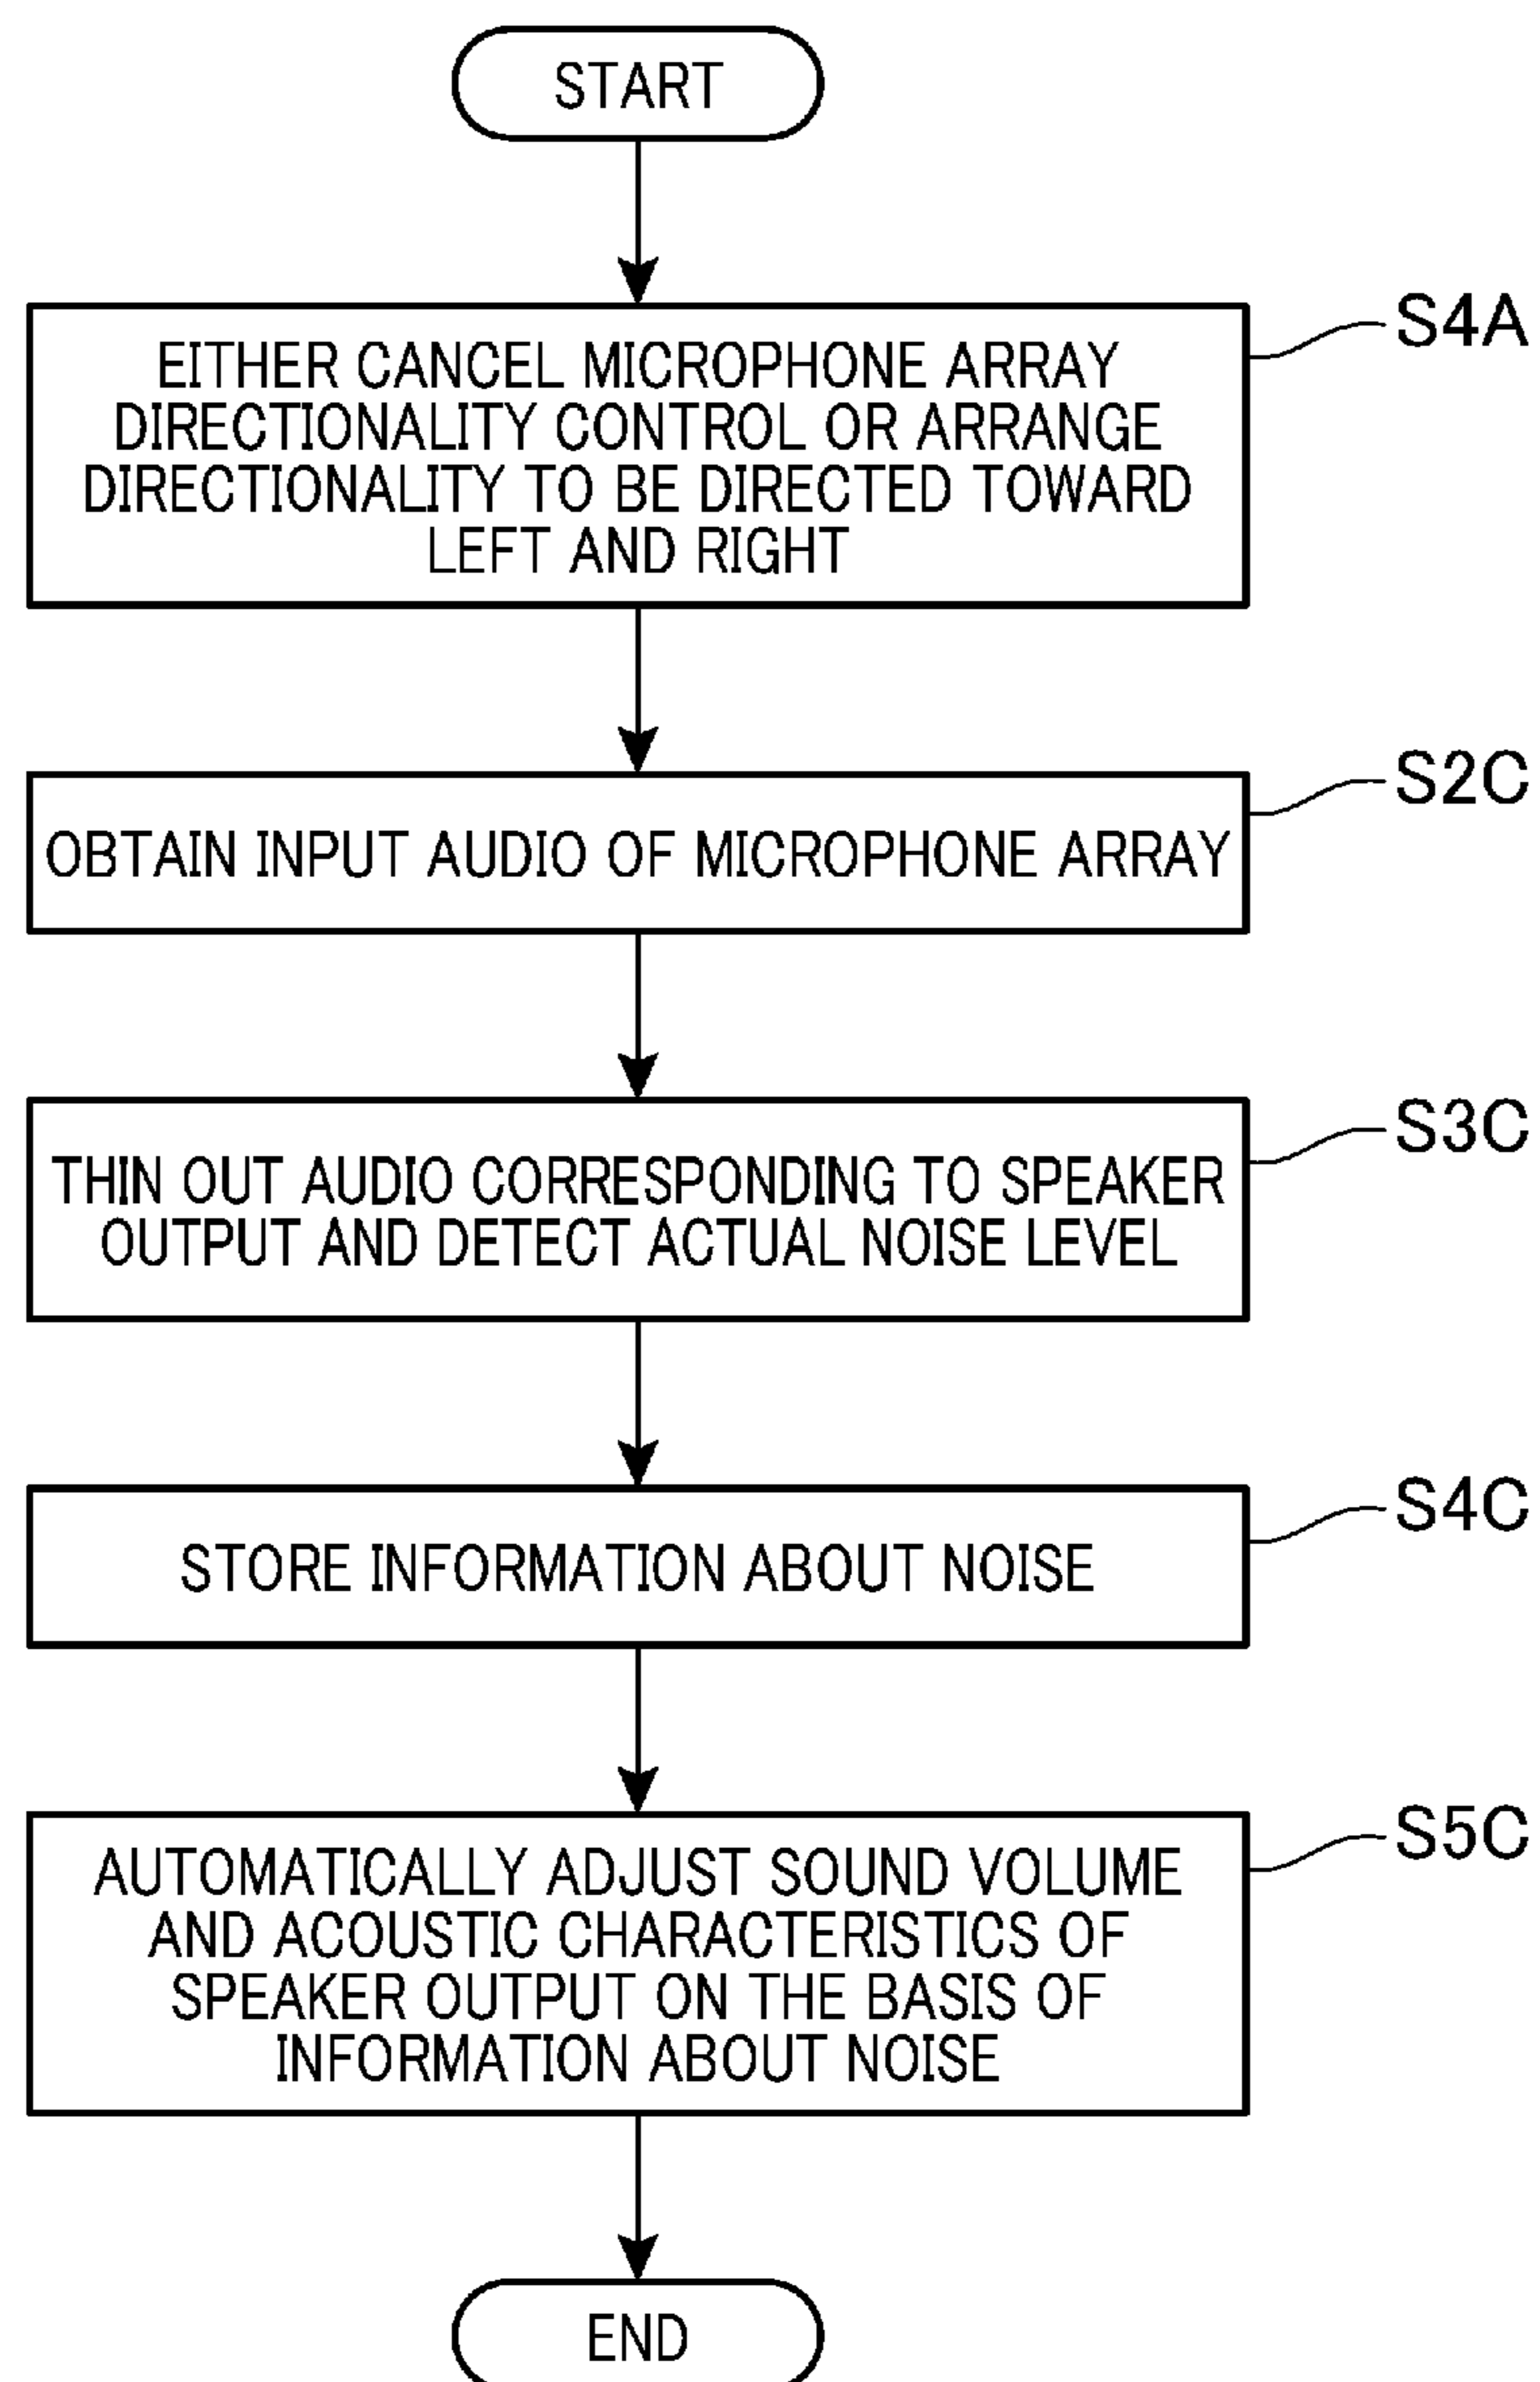 START
EITHER CANCEL MICROPHONE ARRAY
DIRECTIONALITY CONTROL OR ARRANGE
DIRECTIONALITY TO BE DIRECTED TOWARD
LEFT AND RIGHT
S4A
OBTAIN INPUT AUDIO OF MICROPHONE ARRAY
S2C
THIN OUT AUDIO CORRESPONDING TO SPEAKER
OUTPUT AND DETECT ACTUAL NOISE LEVEL
S3C
STORE INFORMATION ABOUT NOISE
S4C
AUTOMATICALLY ADJUST SOUND VOLUME
AND ACOUSTIC CHARACTERISTICS OF
SPEAKER OUTPUT ON THE BASIS OF
INFORMATION ABOUT NOISE
S5C
END